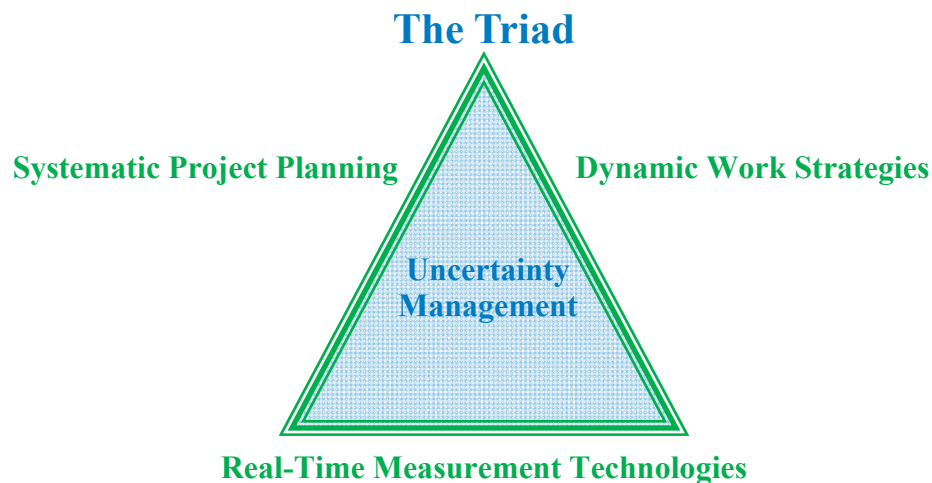 The Triad
Systematic Project Planning
Dynamic Work Strategies
Uncertainty
Management
Real-Time Measurement Technologies